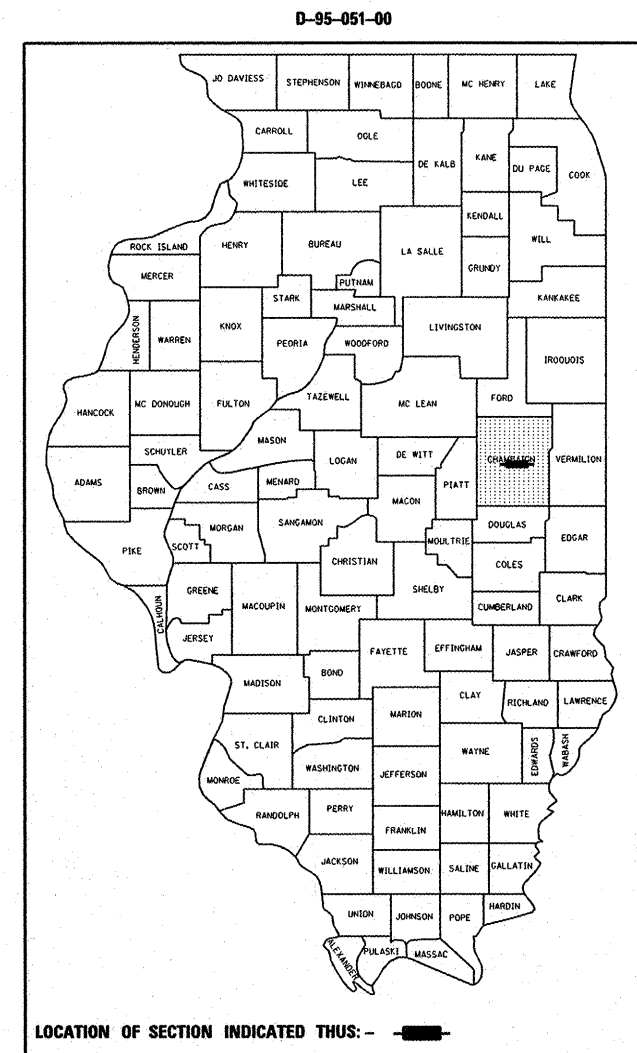 D-95-051-00
JO DAVIESS STEPHENSON WINNEBAGO BOONE MC HENRY LAKE
CARROLL OGLE DE KALB KANE DU PAGE COOK
WHITESIDE LEE
KENDALL
ROCK ISLAND HENRY BUREAU LA SALLE GRUNDY WILL
MERCER PUTNAM
HENDERSON WARREN KNOX STARK MARSHALL LIVINGSTON KANKAKEE
PEORIA WOODFORD IROQUOIS
HANCOCK MC DONOUGH FULTON TAZEWELL MC LEAN FORD
MASON
SCHUYLER LOGAN DE WITT CHAMPAIGN VERMILION
ADAMS BROWN CASS MENARD MACON PIATT
MORGAN SANGAMON DOUGLAS
PIKE SCOTT CHRISTIAN MOULTRIE COLES EDGAR
CALHOUN GREENE MACOUPIN MONTGOMERY SHELBY CUMBERLAND CLARK
JERSEY FAYETTE EFFINGHAM JASPER CRAWFORD
MADISON BOND CLAY RICHLAND LAWRENCE
CLINTON MARION
ST. CLAIR WAYNE EDWARDS WABASH
MONROE WASHINGTON JEFFERSON
RANDOLPH PERRY HAMILTON WHITE
FRANKLIN
JACKSON WILLIAMSON SALINE GALLATIN
UNION JOHNSON POPE HARDIN
ALEXANDER PULASKI MASSAC
LOCATION OF SECTION INDICATED THUS: -